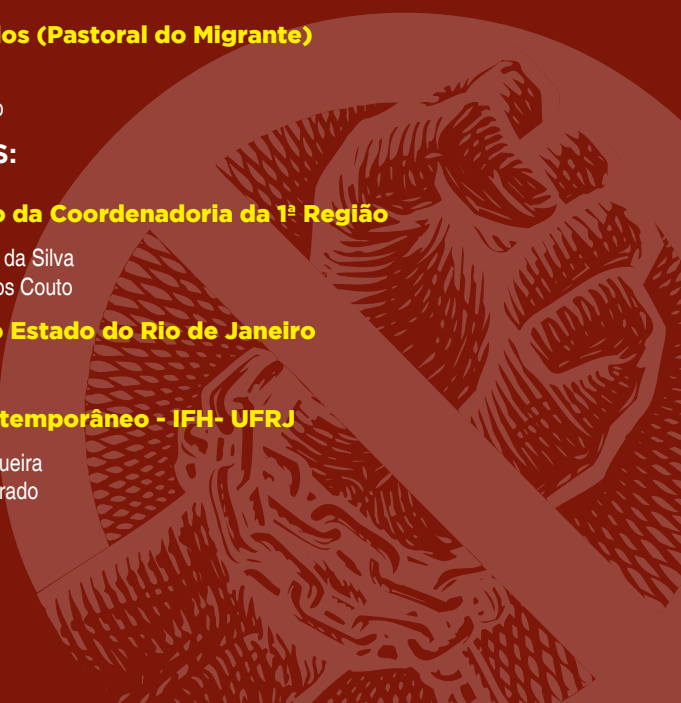 los (Pastoral do Migrante)
o
S:
o da Coordenadoria da 1ª Região
da Silva
os Couto
o Estado do Rio de Janeiro
temporâneo - IFH- UFRJ
ueira
rado